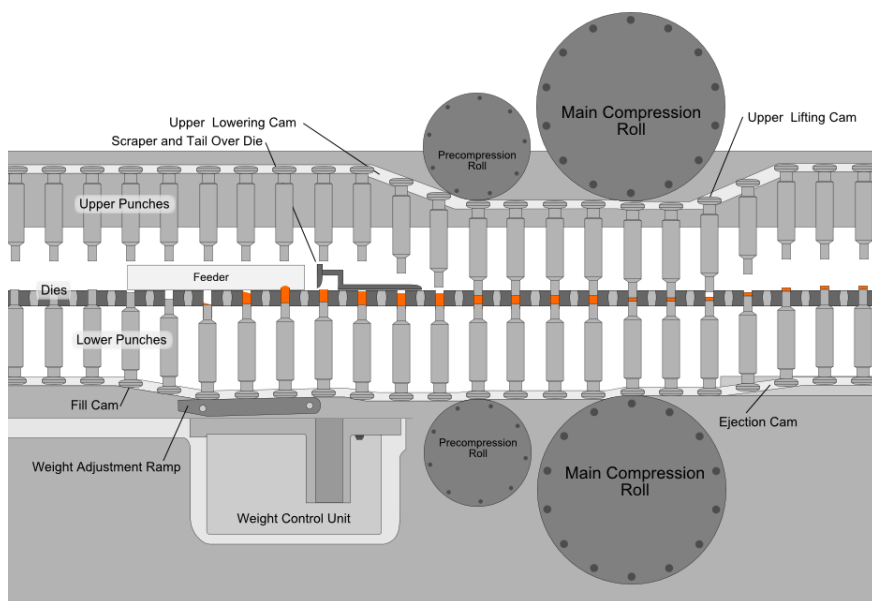 Upper Lowering Cam
Scraper and Tail Over Die
Precompression
Roll
Main Compression
Roll
Upper Lifting Cam
Upper Punches
Feeder
Dies
Lower Punches
Fill Cam
Weight Adjustment Ramp
Weight Control Unit
Precompression
Roll
Main Compression
Roll
Ejection Cam